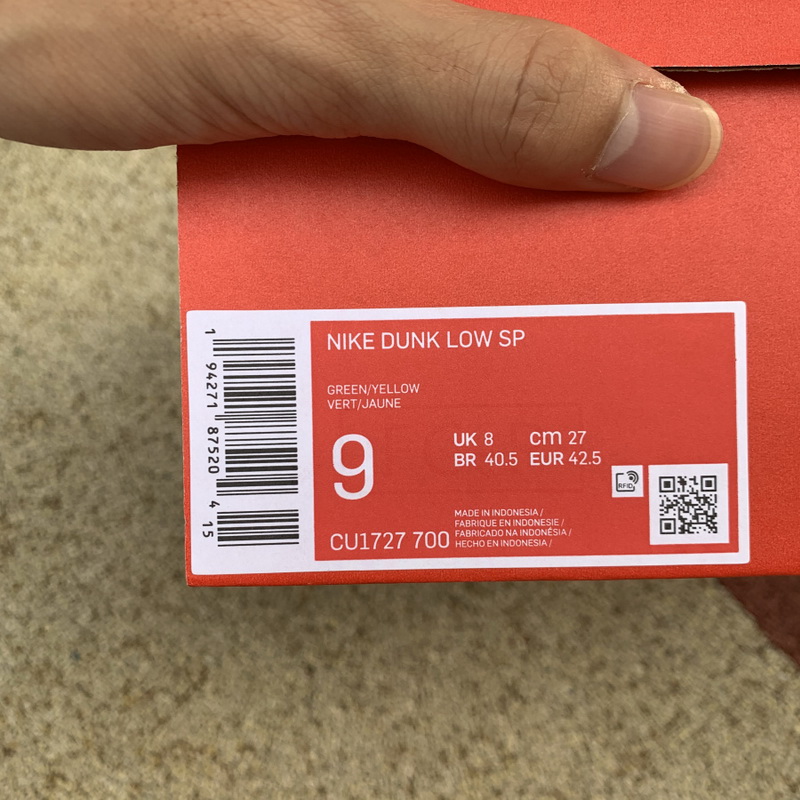 NIKE DUNK LOW SP
GREEN/YELLOW
VERT/JAUNE
9
UK 8 cm 27
BR 40.5 EUR 42.5
RFID
CU1727 700
MADE IN INDONESIA /
FABRIQUE EN INDONESIE /
FABRICADO NA INDONÉSIA /
HECHO EN INDONESIA /
1 94271 87520 4 15